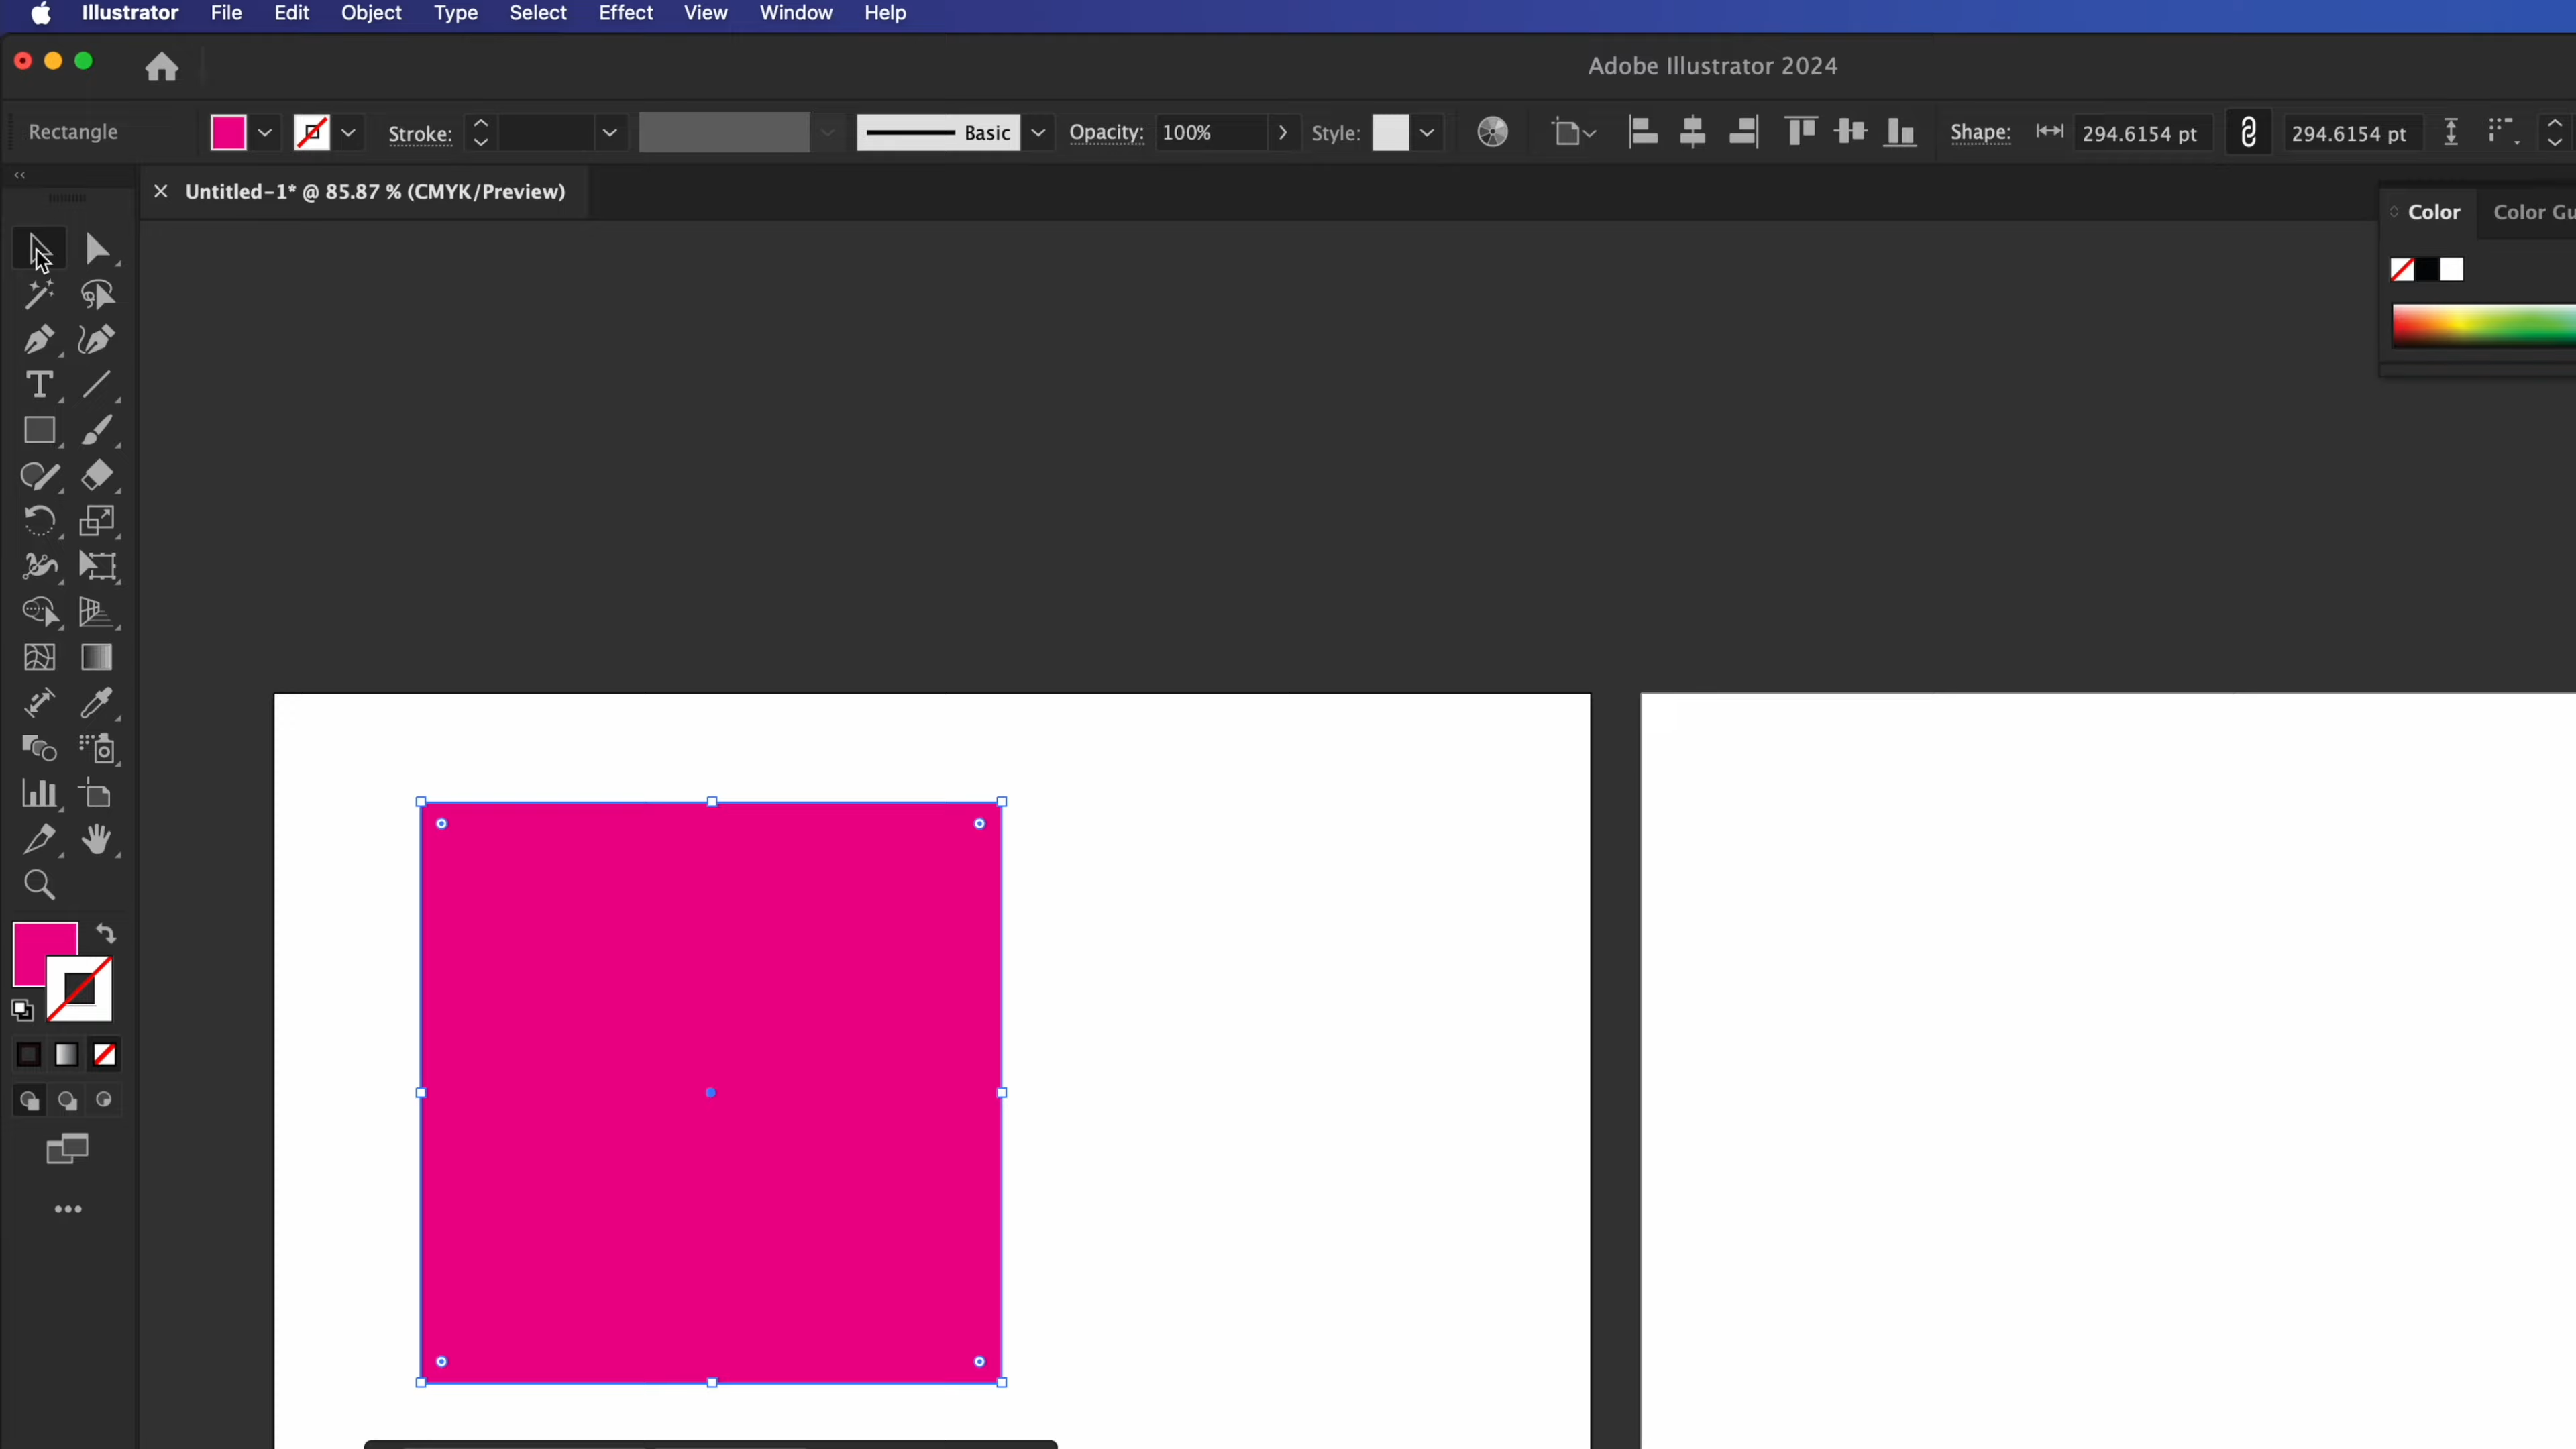 Illustrator File Edit Object Type Select Effect View Window Help
Adobe Illustrator 2024
Rectangle Stroke: Basic Opacity: 100% Style: Shape: 294.6154 pt 294.6154 pt
× Untitled-1* @ 85.87 % (CMYK/Preview)
Color Color Gu